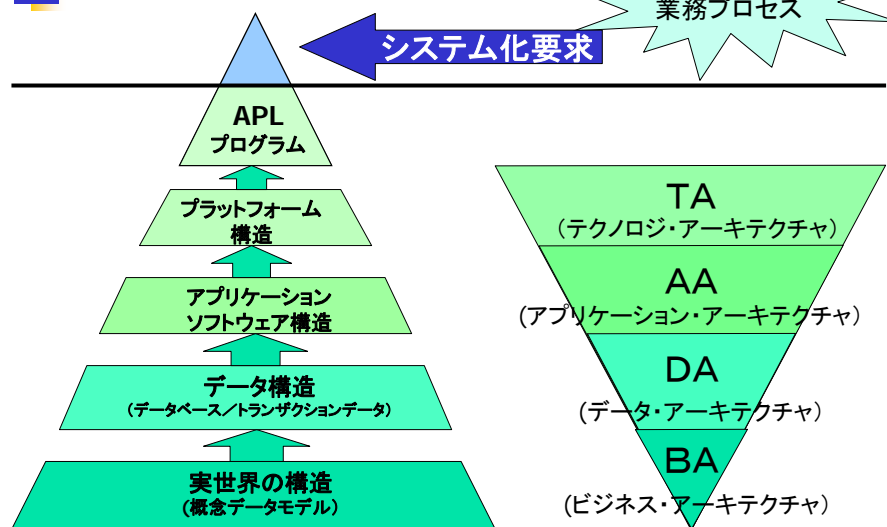 業務プロセス
システム化要求
APL
プログラム
プラットフォーム
構造
アプリケーション
ソフトウェア構造
データ構造
(データベース／トランザクションデータ)
実世界の構造
(概念データモデル)
TA
(テクノロジ・アーキテクチャ)
AA
(アプリケーション・アーキテクチャ)
DA
(データ・アーキテクチャ)
BA
(ビジネス・アーキテクチャ)